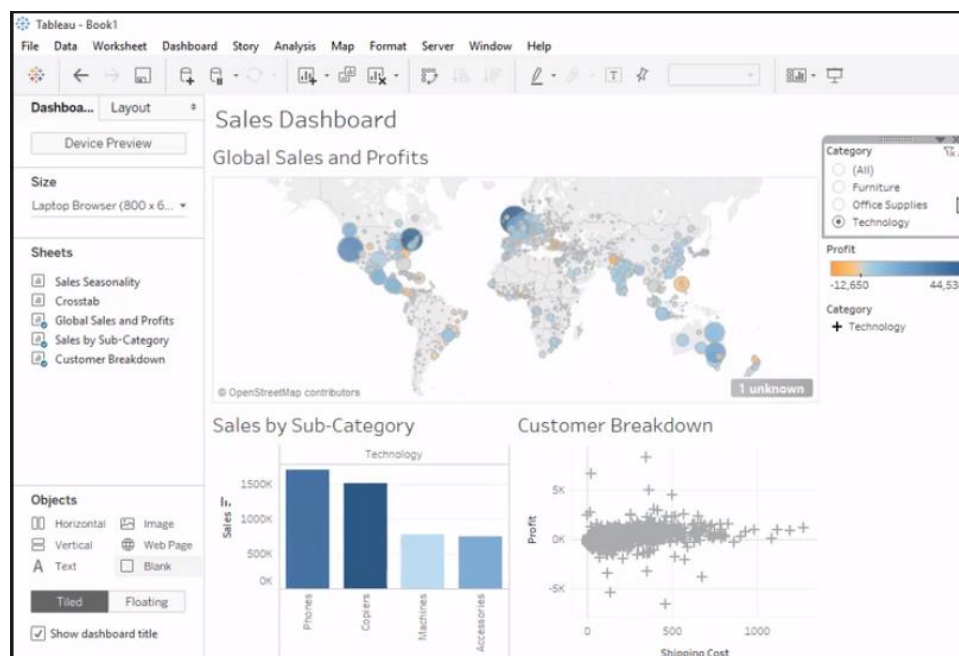 Tableau - Book1
File Data Worksheet Dashboard Story Analysis Map Format Server Window Help
Dashboa... Layout
Device Preview
Size
Laptop Browser (800 x 6...
Sheets
Sales Seasonality
Crosstab
Global Sales and Profits
Sales by Sub-Category
Customer Breakdown
Objects
Horizontal Image
Vertical Web Page
A Text Blank
Tiled Floating
Show dashboard title
Sales Dashboard
Global Sales and Profits
© OpenStreetMap contributors
1 unknown
Category
(All)
Furniture
Office Supplies
Technology
Profit
-12,650 44,530
Category
Technology
Sales by Sub-Category
Technology
Sales
1500K
1000K
500K
0K
Phones
Copiers
Machines
Accessories
Customer Breakdown
Profit
5K
0K
-5K
0 500 1000
Shipping Cost